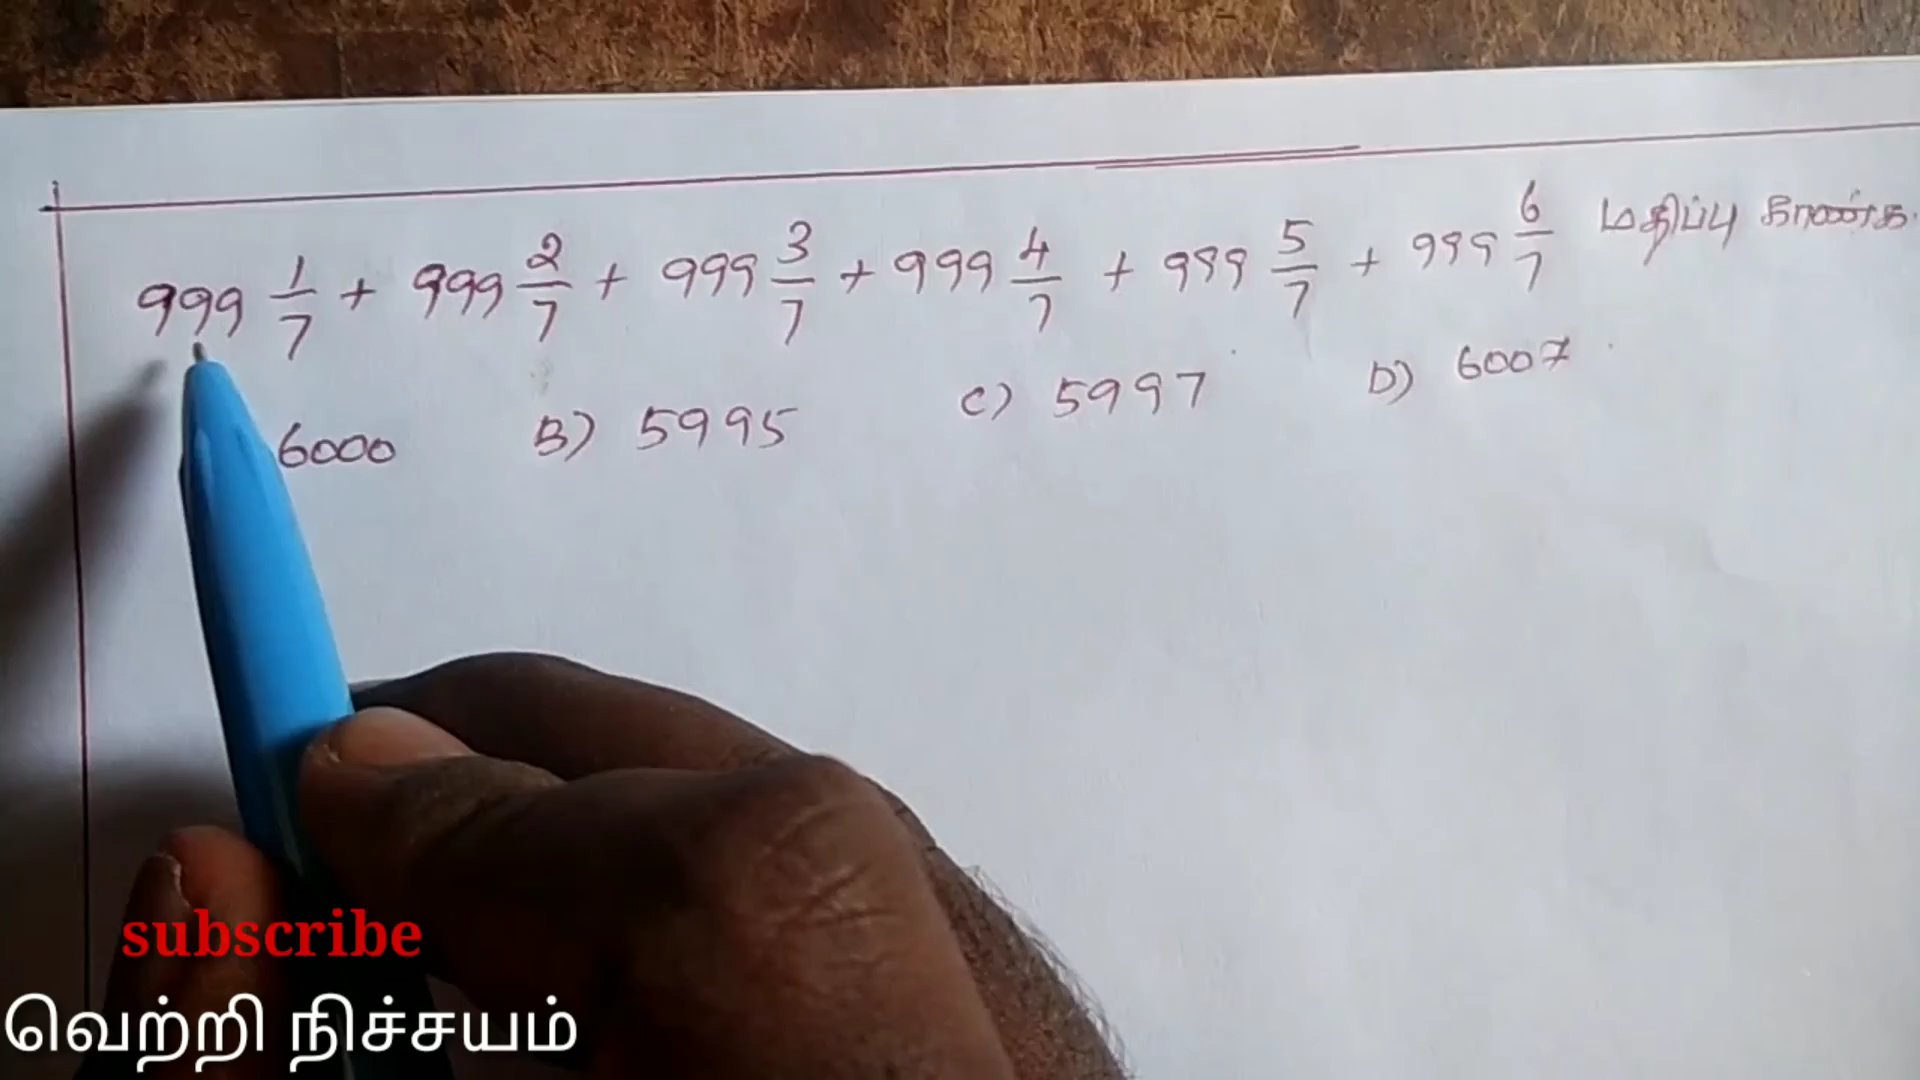 999 1/7 + 999 2/7 + 999 3/7 + 999 4/7 + 999 5/7 + 999 6/7 மதிப்பு காண்க.
6000 B) 5995 C) 5997 D) 6007
subscribe
வெற்றி நிச்சயம்